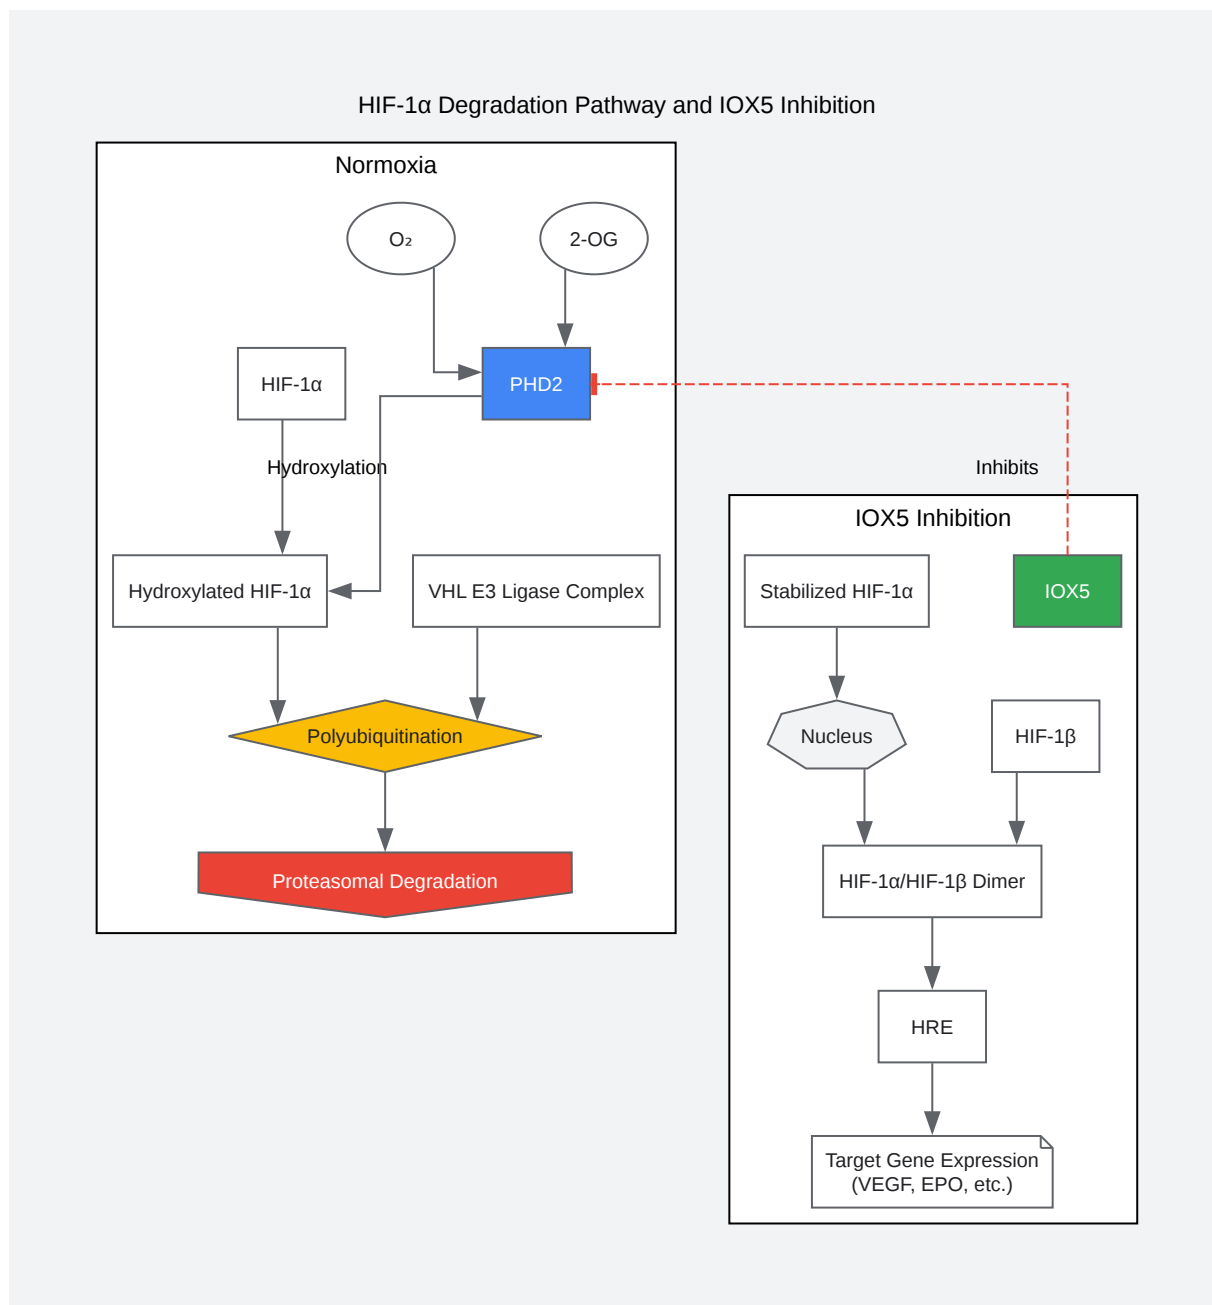 HIF-1α Degradation Pathway and IOX5 Inhibition
Normoxia
O₂
2-OG
HIF-1α
PHD2
Hydroxylation
Hydroxylated HIF-1α
VHL E3 Ligase Complex
Polyubiquitination
Proteasomal Degradation
Inhibits
IOX5 Inhibition
Stabilized HIF-1α
IOX5
Nucleus
HIF-1β
HIF-1α/HIF-1β Dimer
HRE
Target Gene Expression
(VEGF, EPO, etc.)